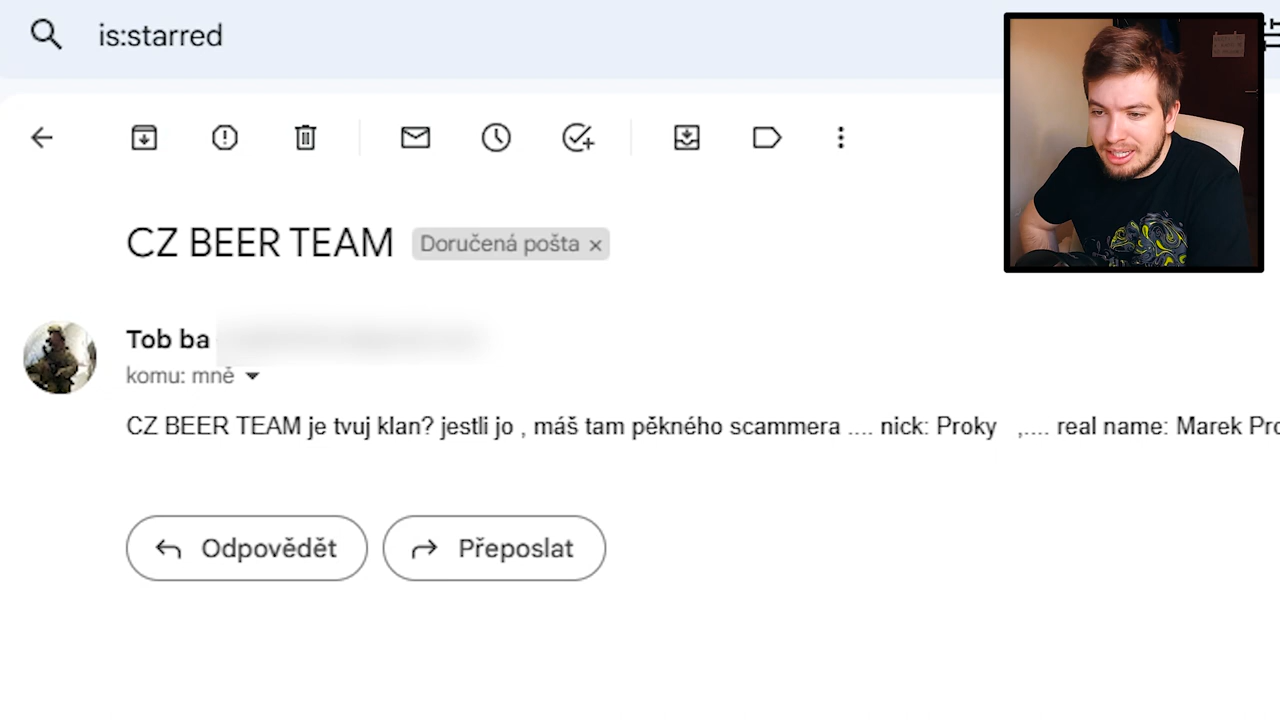 is:starred
CZ BEER TEAM Doručená pošta ×
Tob ba
komu: mně
CZ BEER TEAM je tvuj klan? jestli jo , máš tam pěkného scammera .... nick: Proky ,.... real name: Marek
Odpovědět Přeposlat